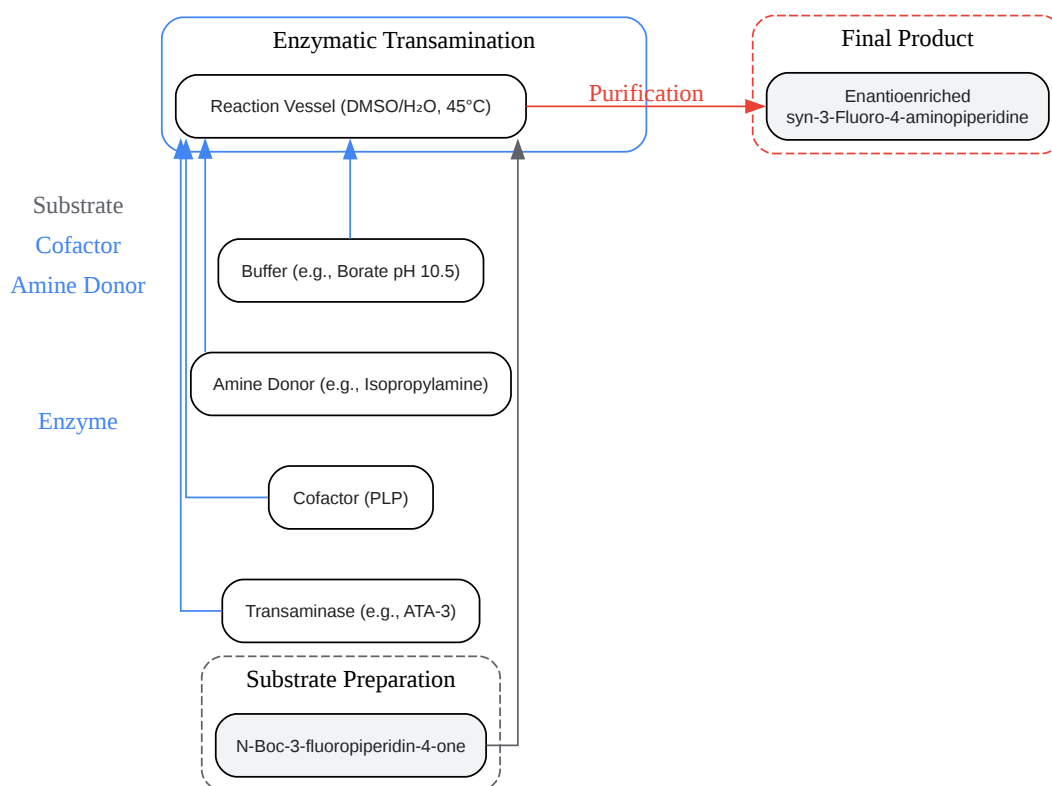 Enzymatic Transamination
Reaction Vessel (DMSO/H₂O, 45°C)
Purification
Final Product
Enantioenriched
syn-3-Fluoro-4-aminopiperidine
Substrate
Cofactor
Amine Donor
Enzyme
Buffer (e.g., Borate pH 10.5)
Amine Donor (e.g., Isopropylamine)
Cofactor (PLP)
Transaminase (e.g., ATA-3)
Substrate Preparation
N-Boc-3-fluoropiperidin-4-one